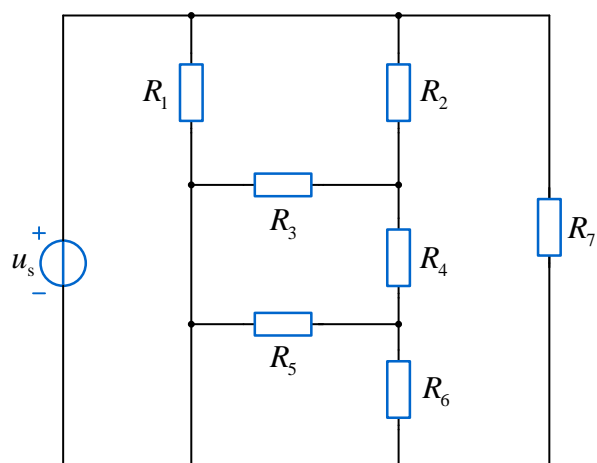 R₁
R₂
R₃
+
uₛ
−
R₄
R₇
R₅
R₆